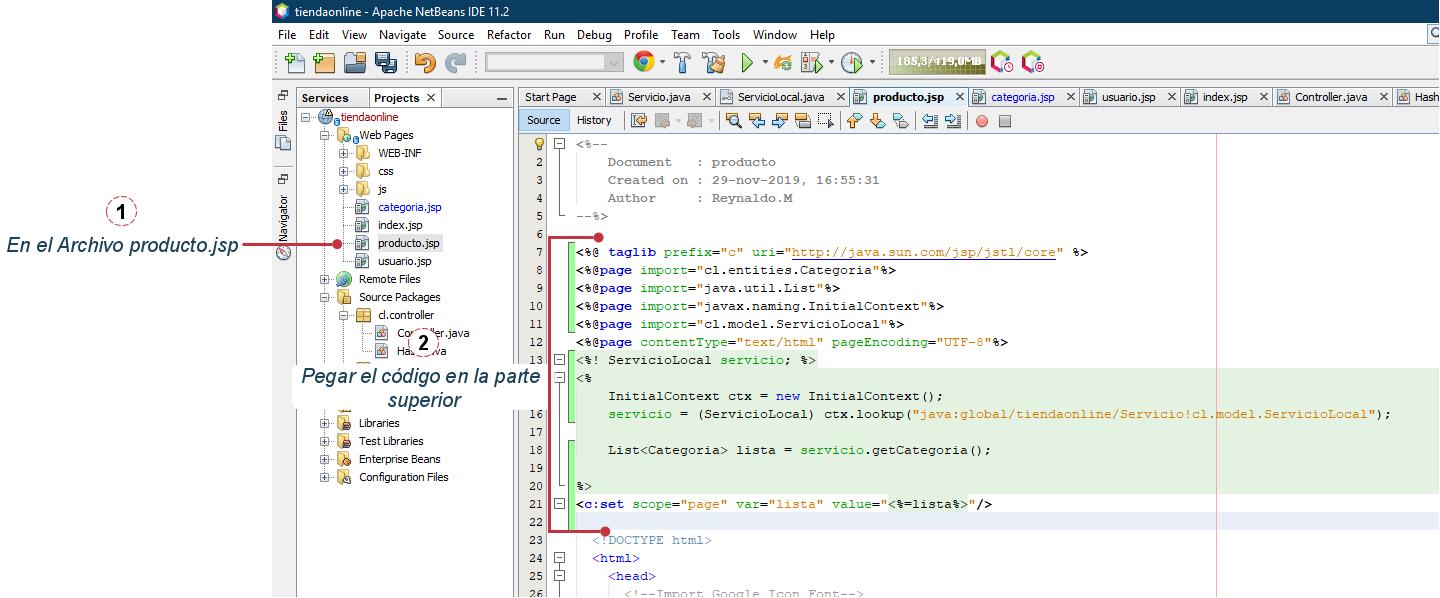 tiendaonline - Apache NetBeans IDE 11.2
File Edit View Navigate Source Refactor Run Debug Profile Team Tools Window Help
185,3/419,0MB
Services Projects
Start Page Servicio.java ServicioLocal.java producto.jsp categoria.jsp usuario.jsp index.jsp Controller.java Hash
Source History
Files
Navigator
tiendaonline
Web Pages
WEB-INF
css
js
categoria.jsp
index.jsp
producto.jsp
usuario.jsp
Remote Files
Source Packages
cl.controller
Libraries
Test Libraries
Enterprise Beans
Configuration Files
1
En el Archivo producto.jsp
2
Pegar el código en la parte
superior
<%--
2 Document : producto
3 Created on : 29-nov-2019, 16:55:31
4 Author : Reynaldo.M
5 --%>
6
7 <%@ taglib prefix="c" uri="http://java.sun.com/jsp/jstl/core" %>
8 <%@page import="cl.entities.Categoria"%>
9 <%@page import="java.util.List"%>
10 <%@page import="javax.naming.InitialContext"%>
11 <%@page import="cl.model.ServicioLocal"%>
12 <%@page contentType="text/html" pageEncoding="UTF-8"%>
13 <%! ServicioLocal servicio; %>
<%
InitialContext ctx = new InitialContext();
16 servicio = (ServicioLocal) ctx.lookup("java:global/tiendaonline/Servicio!cl.model.ServicioLocal");
17
18 List<Categoria> lista = servicio.getCategoria();
19
20 %>
21 <c:set scope="page" var="lista" value="<%=lista%>"/>
22
23 <!DOCTYPE html>
24 <html>
25 <head>
26 <!--Import Google Icon Font-->